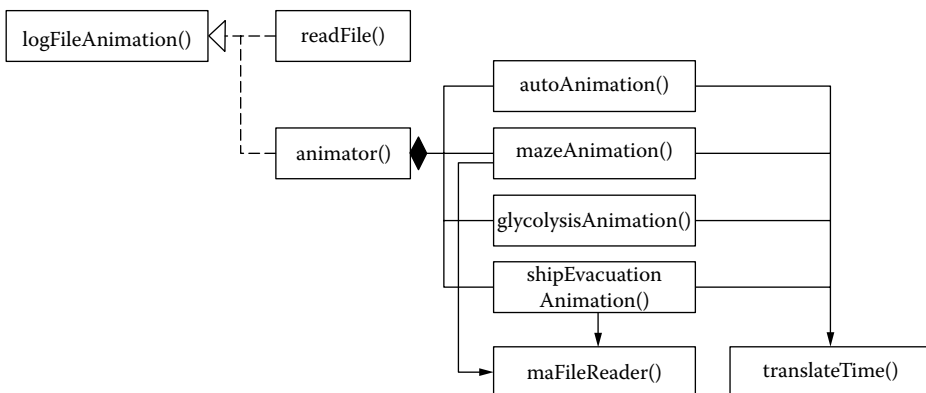 logFileAnimation()
readFile()
autoAnimation()
animator()
mazeAnimation()
glycolysisAnimation()
shipEvacuation
Animation()
maFileReader()
translateTime()